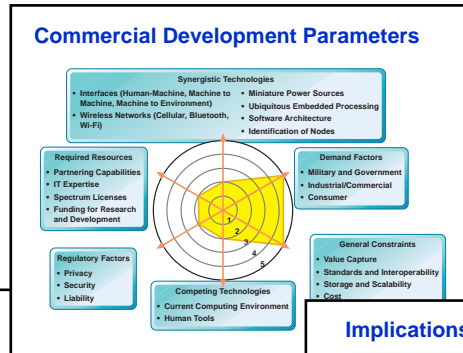 Commercial Development Parameters
Synergistic Technologies
• Interfaces (Human-Machine, Machine to
Machine, Machine to Environment)
• Wireless Networks (Cellular, Bluetooth,
Wi-Fi)
• Miniature Power Sources
• Ubiquitous Embedded Processing
• Software Architecture
• Identification of Nodes
Required Resources
• Partnering Capabilities
• IT Expertise
• Spectrum Licenses
• Funding for Research
and Development
Demand Factors
• Military and Government
• Industrial/Commercial
• Consumer
1
2
3
4
5
Regulatory Factors
• Privacy
• Security
• Liability
General Constraints
• Value Capture
• Standards and Interoperability
• Storage and Scalability
• Cost
Competing Technologies
• Current Computing Environment
• Human Tools
Implications